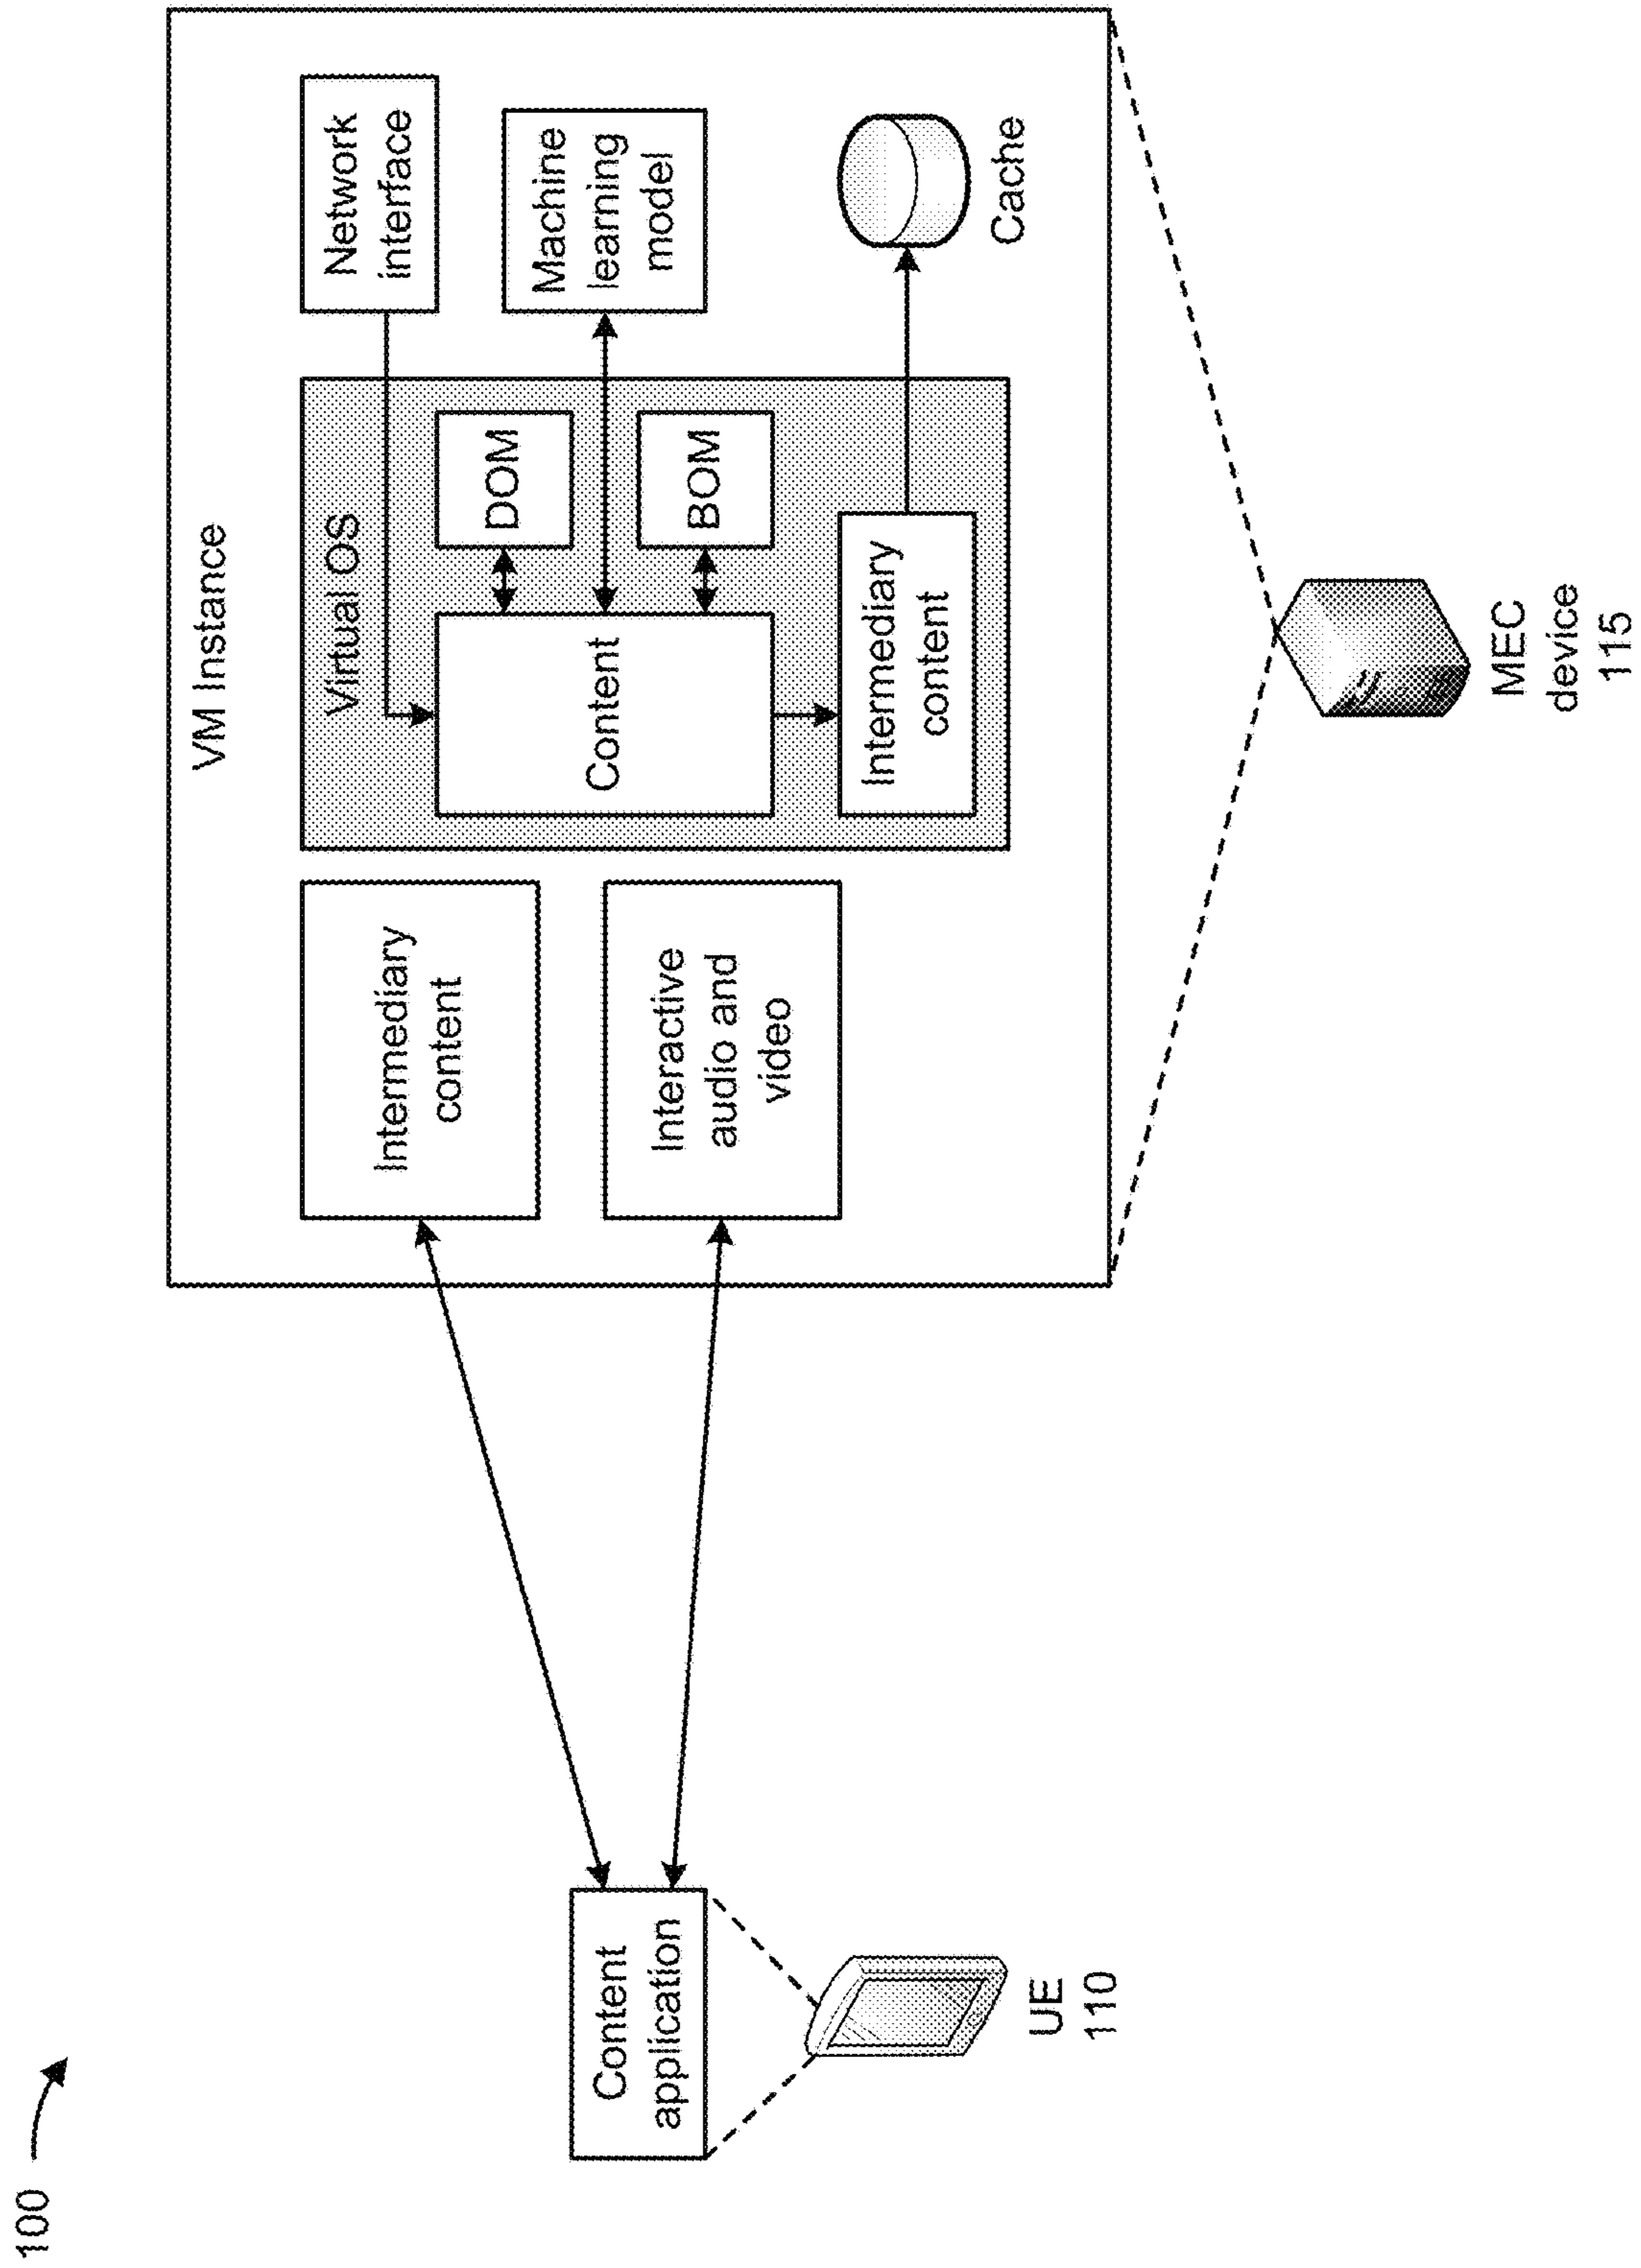 100
VM Instance
Virtual OS
Network
interface
DOM
Machine
learning
model
Content
BOM
Intermediary
content
Cache
Intermediary
content
Interactive
audio and
video
Content
application
UE
110
MEC
device
115